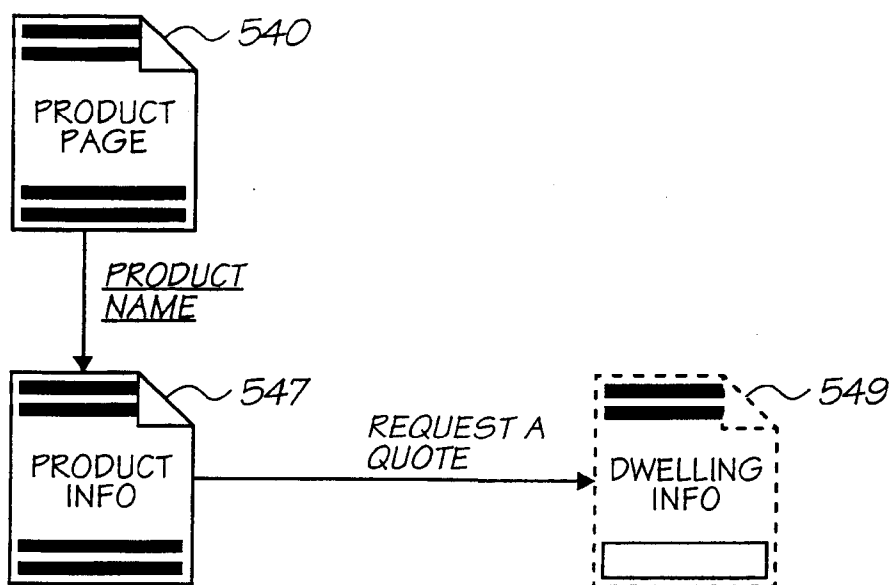 540
PRODUCT
PAGE
PRODUCT
NAME
547
PRODUCT
INFO
REQUEST A
QUOTE
549
DWELLING
INFO